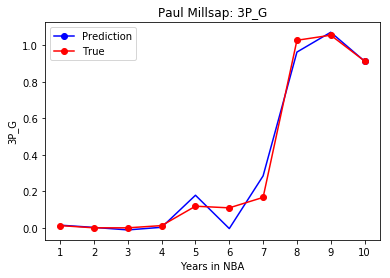 Paul Millsap: 3P_G
Prediction
True
3P_G
1.0
0.8
0.6
0.4
0.2
0.0
1 2 3 4 5 6 7 8 9 10
Years in NBA